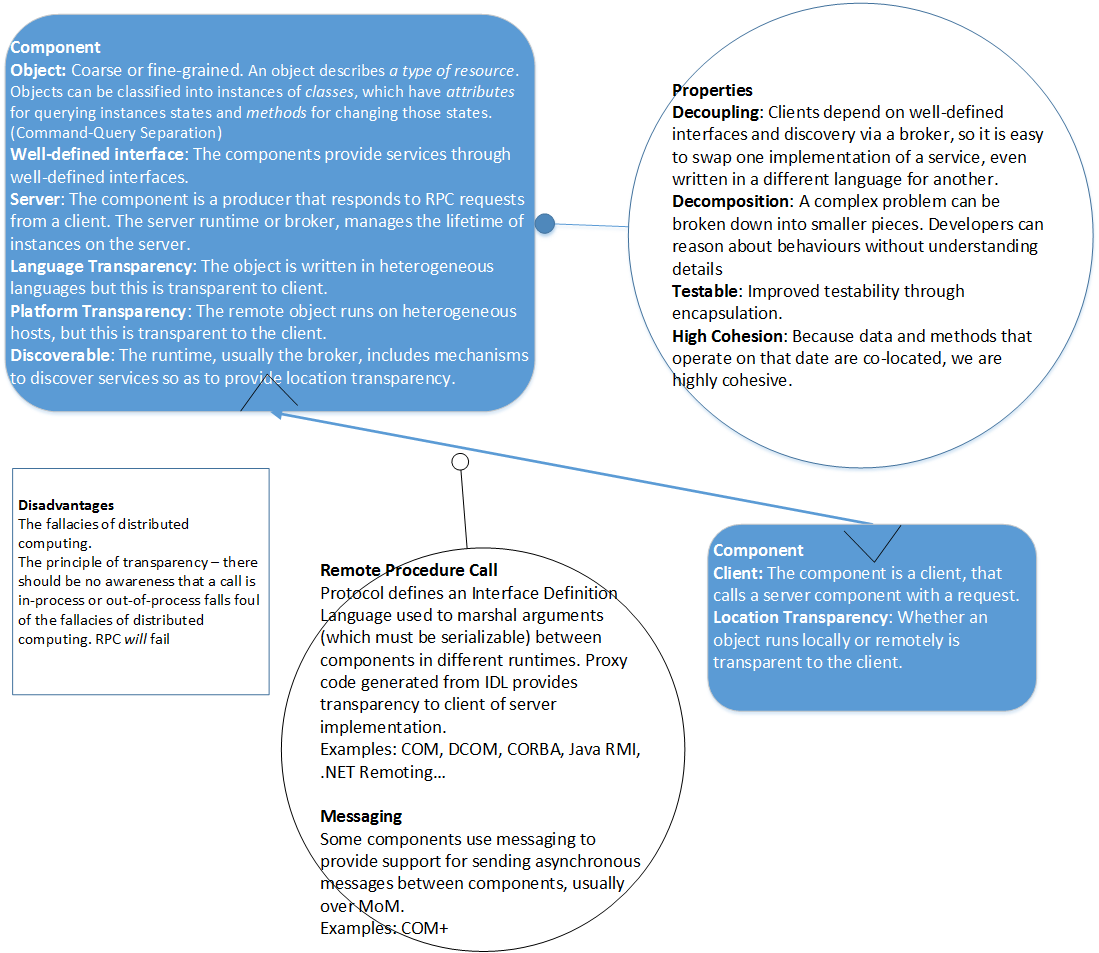 Component
Object: Coarse or fine-grained. An object describes a type of resource.
Objects can be classified into instances of classes, which have attributes
for querying instances states and methods for changing those states.
(Command-Query Separation)
Well-defined interface: The components provide services through
well-defined interfaces.
Server: The component is a producer that responds to RPC requests
from a client. The server runtime or broker, manages the lifetime of
instances on the server.
Language Transparency: The object is written in heterogeneous
languages but this is transparent to client.
Platform Transparency: The remote object runs on heterogeneous
hosts, but this is transparent to the client.
Discoverable: The runtime, usually the broker, includes mechanisms
to discover services so as to provide location transparency.
Properties
Decoupling: Clients depend on well-defined
interfaces and discovery via a broker, so it is easy
to swap one implementation of a service, even
written in a different language for another.
Decomposition: A complex problem can be
broken down into smaller pieces. Developers can
reason about behaviours without understanding
details
Testable: Improved testability through
encapsulation.
High Cohesion: Because data and methods that
operate on that date are co-located, we are
highly cohesive.
Disadvantages
The fallacies of distributed
computing.
The principle of transparency – there
should be no awareness that a call is
in-process or out-of-process falls foul
of the fallacies of distributed
computing. RPC will fail
Remote Procedure Call
Protocol defines an Interface Definition
Language used to marshal arguments
(which must be serializable) between
components in different runtimes. Proxy
code generated from IDL provides
transparency to client of server
implementation.
Examples: COM, DCOM, CORBA, Java RMI,
.NET Remoting…
Messaging
Some components use messaging to
provide support for sending asynchronous
messages between components, usually
over MoM.
Examples: COM+
Component
Client: The component is a client, that
calls a server component with a request.
Location Transparency: Whether an
object runs locally or remotely is
transparent to the client.